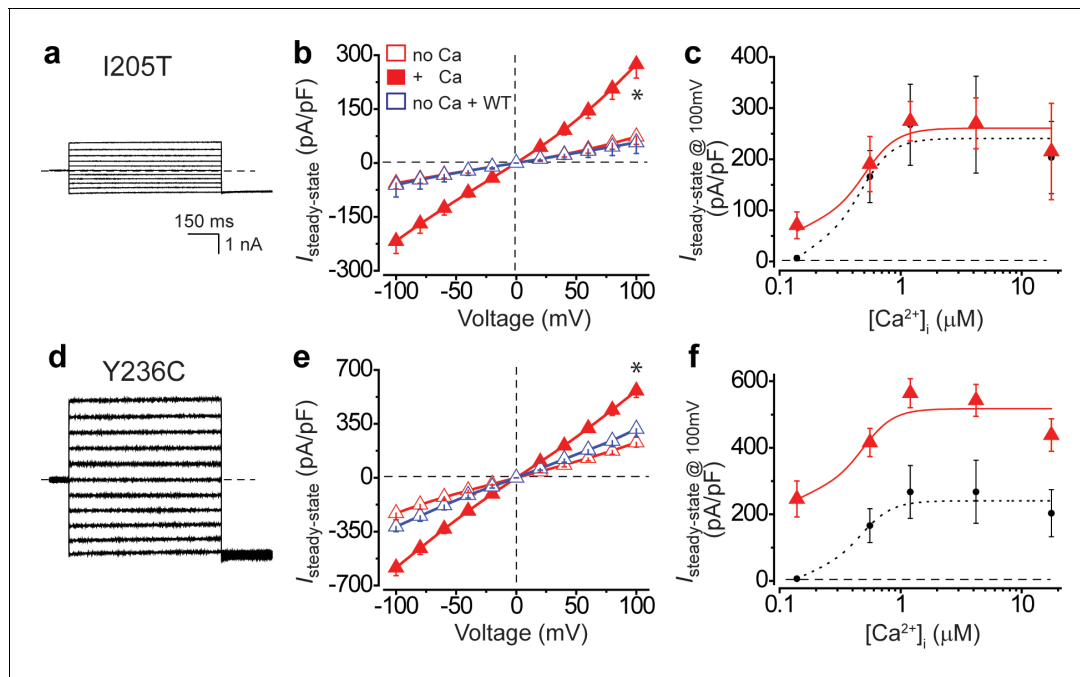 a
I205T
150 ms
1 nA
b
no Ca
+ Ca
no Ca + WT
I steady-state (pA/pF)
300
150
0
-150
-300
*
-100
-50
0
50
100
Voltage (mV)
c
I steady-state @ 100mV
(pA/pF)
400
300
200
100
0
0.1
1
10
[Ca2+]i (μM)
d
Y236C
e
I steady-state (pA/pF)
700
350
0
-350
-700
*
-100
-50
0
50
100
Voltage (mV)
f
I steady-state @ 100mV
(pA/pF)
600
400
200
0
0.1
1
10
[Ca2+]i (μM)